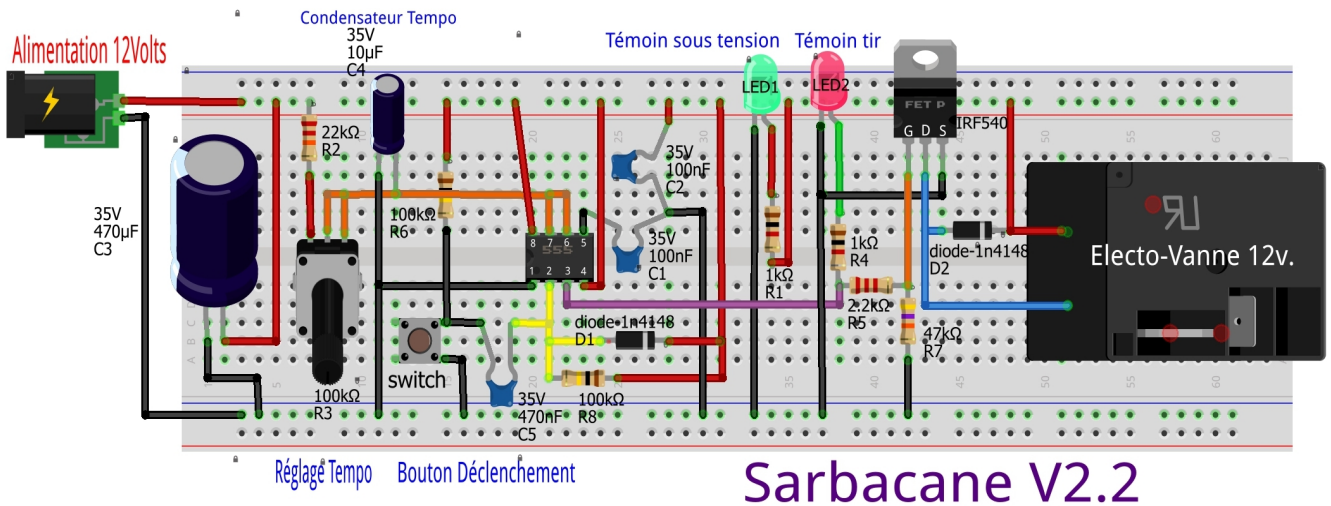 Condensateur Tempo
35V
10µF
C4
Alimentation 12Volts
Témoin sous tension
Témoin tir
LED1
LED2
FET P
G D S
IRF540
22kΩ
R2
35V
100nF
C2
35V
470µF
C3
100kΩ
R6
8 7 6 5
555
1 2 3 4
35V
100nF
C1
1kΩ
R1
1kΩ
R4
2.2kΩ
R5
diode-1n4148
D2
Electo-Vanne 12v.
diode-1n4148
D1
47kΩ
R7
switch
100kΩ
R3
35V
470nF
C5
100kΩ
R8
Réglage Tempo
Bouton Déclenchement
Sarbacane V2.2